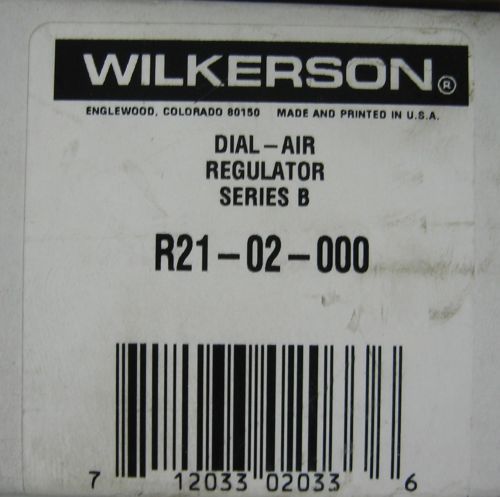 WILKERSON®
ENGLEWOOD, COLORADO 80150 MADE AND PRINTED IN U.S.A.
DIAL-AIR
REGULATOR
SERIES B
R21-02-000
7 12033 02033 6